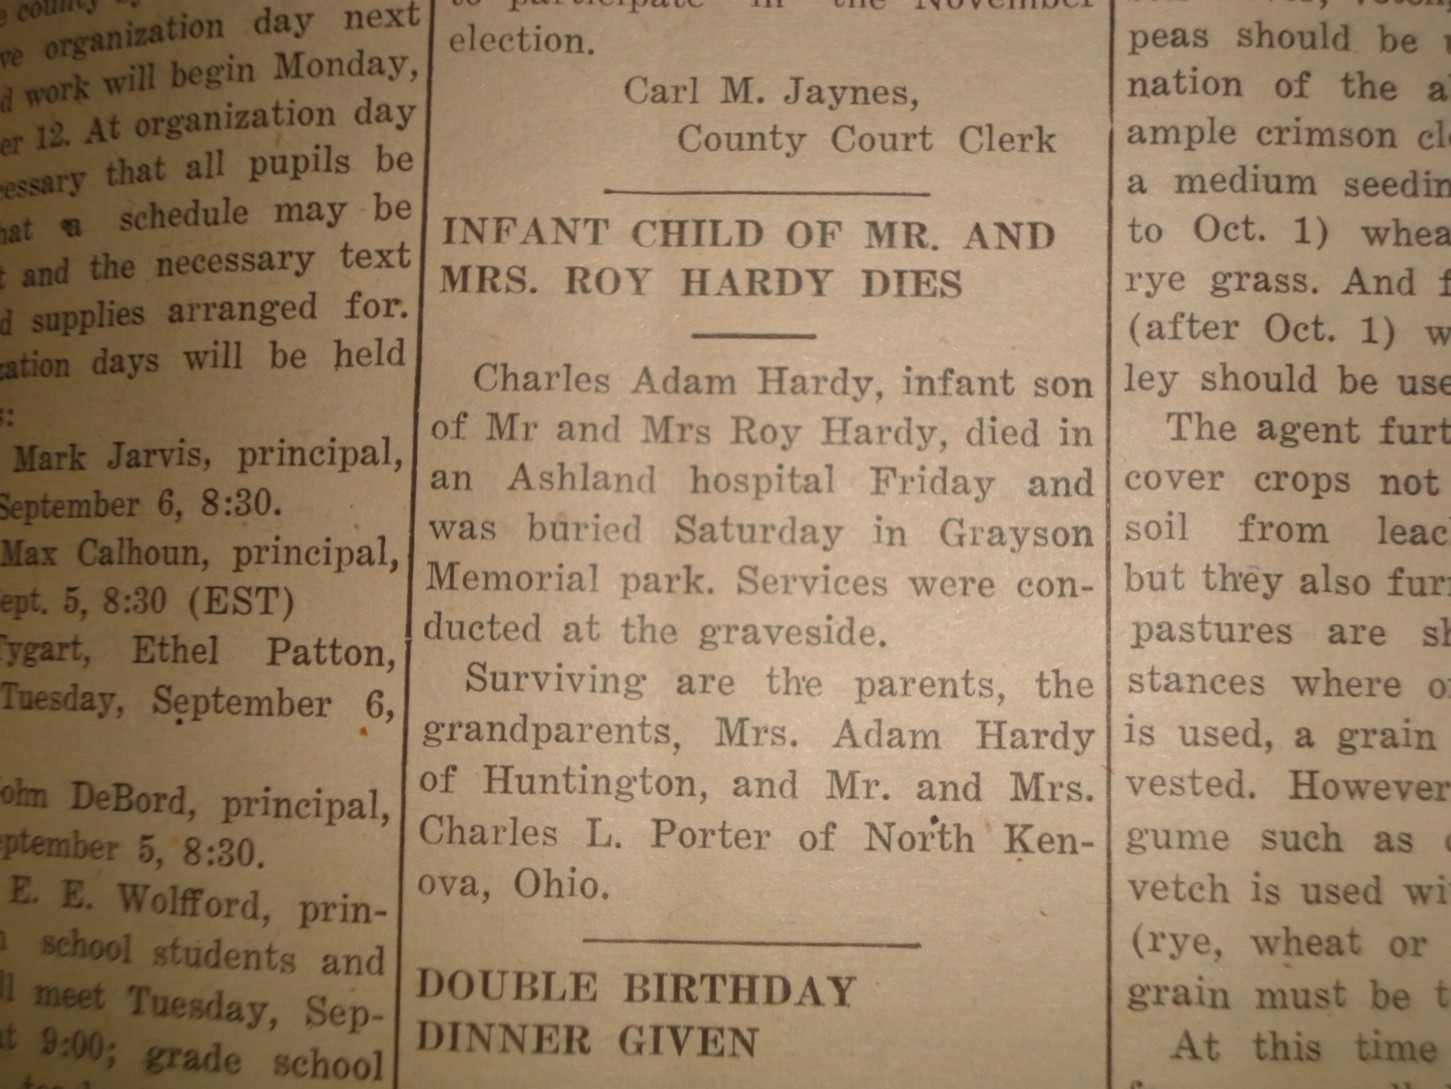 organization day next
work will begin Monday,
12. At organization day
that all pupils be
a schedule may be
and the necessary text
supplies arranged for.
days will be held
Mark Jarvis, principal,
September 6, 8:30.
Max Calhoun, principal,
5, 8:30 (EST)
Ethel Patton,
Tuesday, September 6,
DeBord, principal,
5, 8:30.
E. E. Wolfford, prin-
school students and
meet Tuesday, Sep-
9:00; grade school
to participate in the November
election.
Carl M. Jaynes,
County Court Clerk
INFANT CHILD OF MR. AND
MRS. ROY HARDY DIES
Charles Adam Hardy, infant son
of Mr and Mrs Roy Hardy, died in
an Ashland hospital Friday and
was buried Saturday in Grayson
Memorial park. Services were con-
ducted at the graveside.
Surviving are the parents, the
grandparents, Mrs. Adam Hardy
of Huntington, and Mr. and Mrs.
Charles L. Porter of North Ken-
ova, Ohio.
DOUBLE BIRTHDAY
DINNER GIVEN
peas should be
nation of the a
ample crimson
a medium
to Oct. 1)
rye grass. And
(after Oct. 1)
ley should be
The agent
cover crops not
soil from
but they also
pastures are
stances where
is used, a grain
vested. However
gume such as
vetch is used
(rye, wheat or
grain must be
At this time